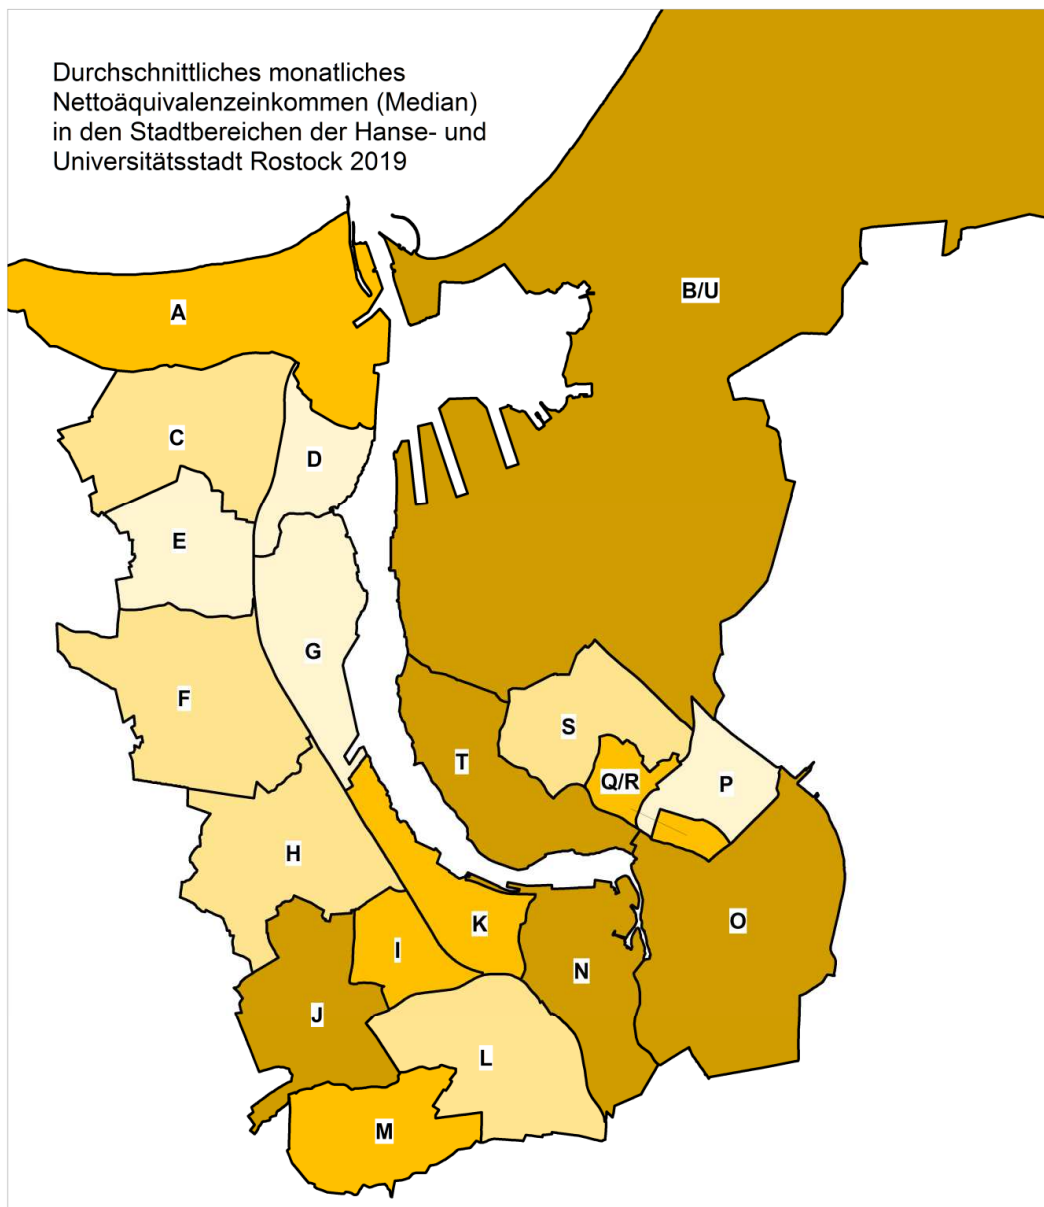 Durchschnittliches monatliches
Nettoäquivalenzeinkommen (Median)
in den Stadtbereichen der Hanse- und
Universitätsstadt Rostock 2019
B/U
A
C
D
E
G
F
S
T
Q/R
P
H
K
O
I
N
J
L
M